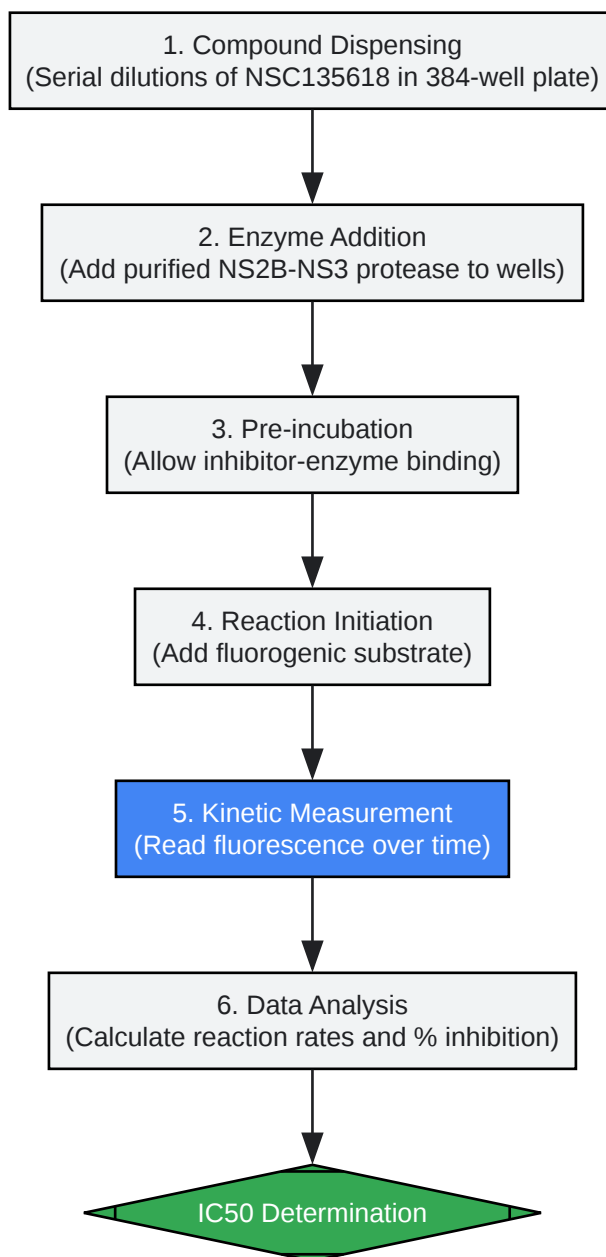 1. Compound Dispensing
(Serial dilutions of NSC135618 in 384-well plate)
2. Enzyme Addition
(Add purified NS2B-NS3 protease to wells)
3. Pre-incubation
(Allow inhibitor-enzyme binding)
4. Reaction Initiation
(Add fluorogenic substrate)
5. Kinetic Measurement
(Read fluorescence over time)
6. Data Analysis
(Calculate reaction rates and % inhibition)
IC50 Determination